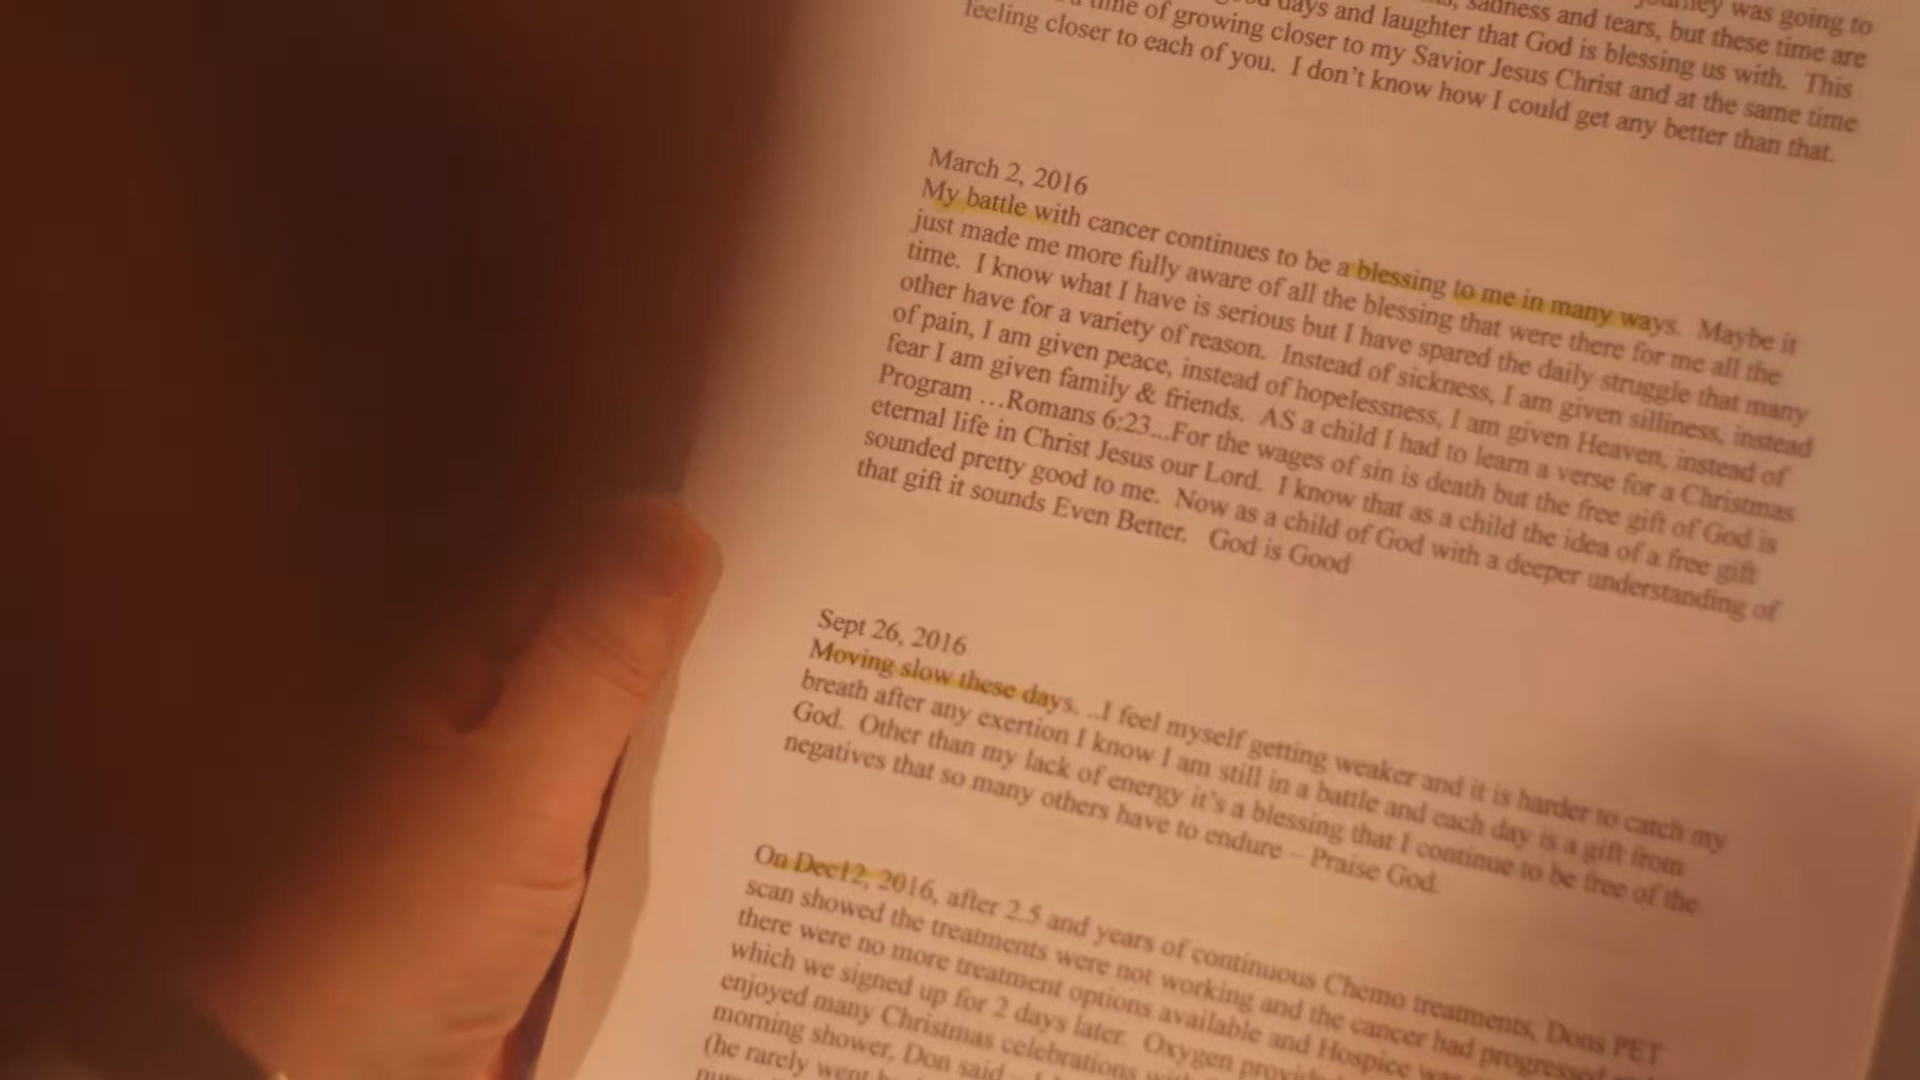 journey was going to
sadness and tears, but these time are
days and laughter that God is blessing us with. This
time of growing closer to my Savior Jesus Christ and at the same time
feeling closer to each of you. I don't know how I could get any better than that.
March 2, 2016
My battle with cancer continues to be a blessing to me in many ways. Maybe it
just made me more fully aware of all the blessing that were there for me all the
time. I know what I have is serious but I have spared the daily struggle that many
other have for a variety of reason. Instead of sickness, I am given silliness, instead
of pain, I am given peace, instead of hopelessness, I am given Heaven, instead of
fear I am given family & friends. AS a child I had to learn a verse for a Christmas
Program …Romans 6:23...For the wages of sin is death but the free gift of God is
eternal life in Christ Jesus our Lord. I know that as a child the idea of a free gift
sounded pretty good to me. Now as a child of God with a deeper understanding of
that gift it sounds Even Better. God is Good
Sept 26, 2016
Moving slow these days. ..I feel myself getting weaker and it is harder to catch my
breath after any exertion I know I am still in a battle and each day is a gift from
God. Other than my lack of energy it's a blessing that I continue to be free of the
negatives that so many others have to endure – Praise God.
On Dec12, 2016, after 2.5 and years of continuous Chemo treatments, Dons PET
scan showed the treatments were not working and the cancer had progressed
there were no more treatment options available and Hospice was
which we signed up for 2 days later. Oxygen
enjoyed many Christmas celebrations
morning shower, Don said
(he rarely went